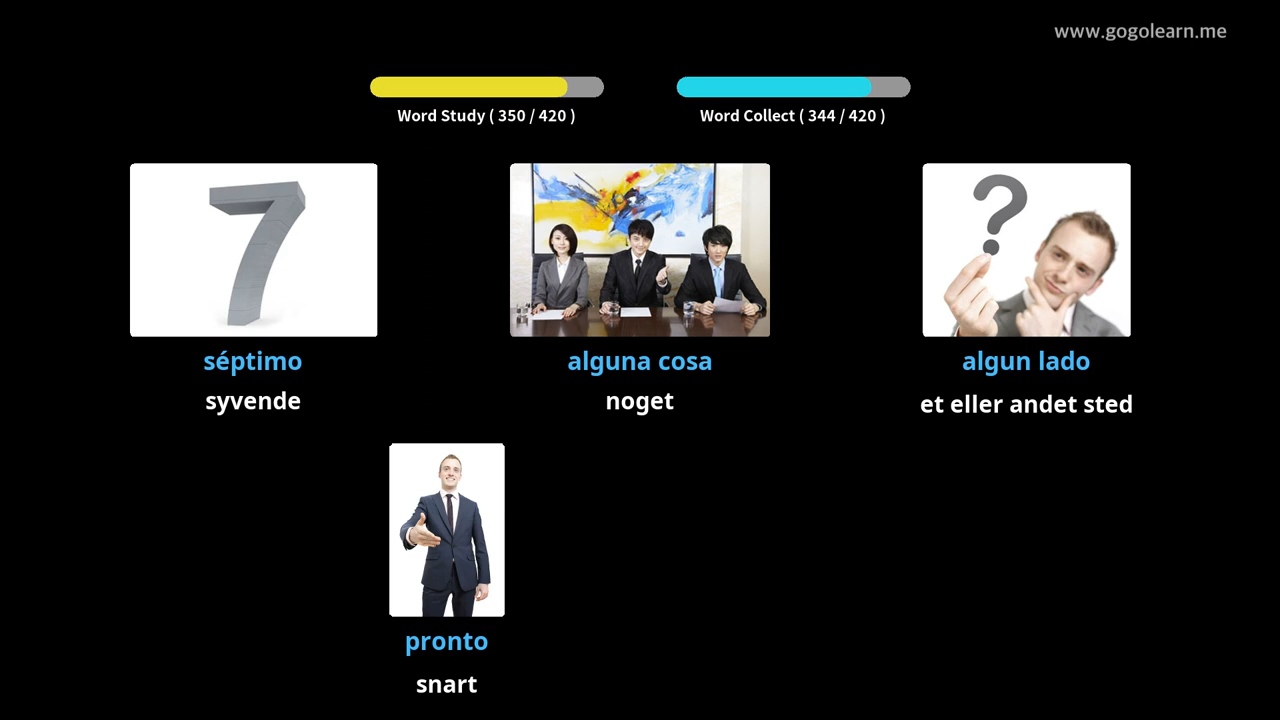 www.gogolearn.me
Word Study ( 350 / 420 )
Word Collect ( 344 / 420 )
7
séptimo
syvende
alguna cosa
noget
?
algun lado
et eller andet sted
pronto
snart